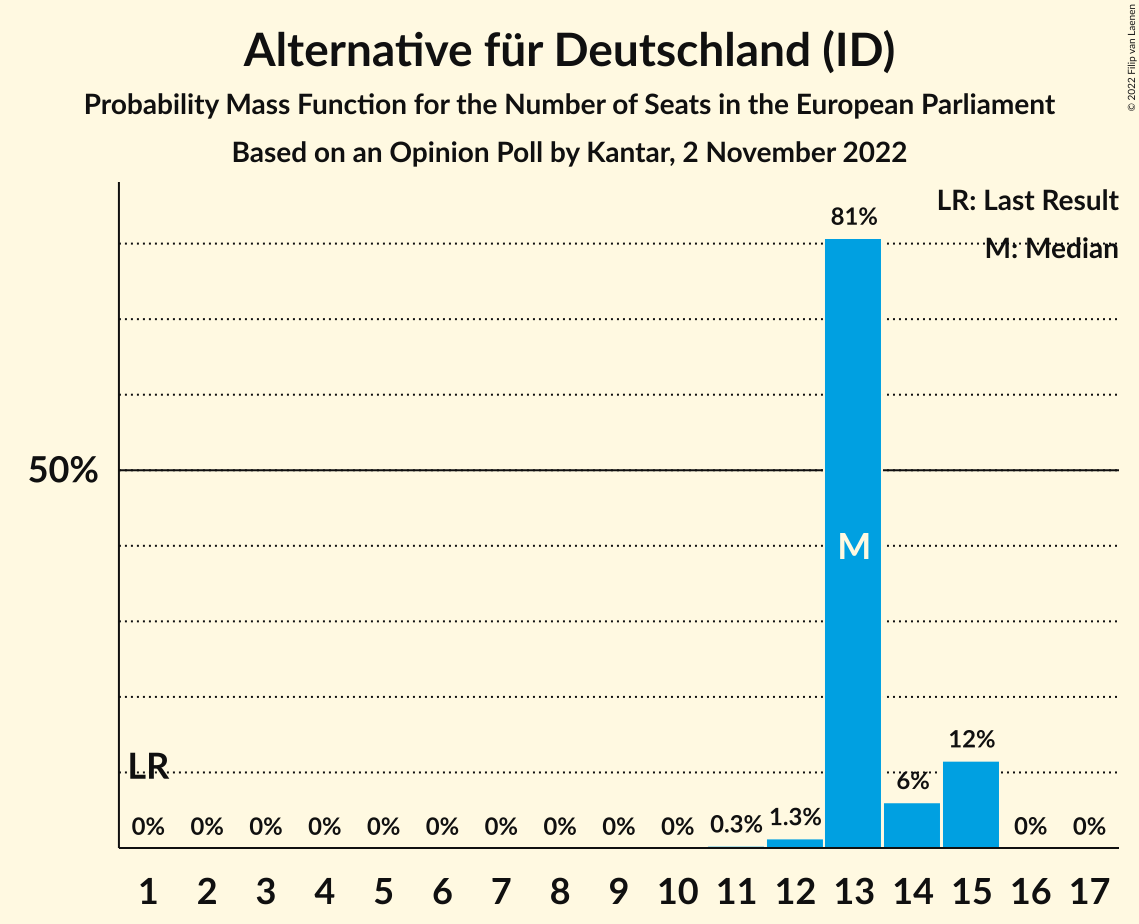 Alternative für Deutschland (ID)
Probability Mass Function for the Number of Seats in the European Parliament
Based on an Opinion Poll by Kantar, 2 November 2022
© 2022 Filip van Laenen
LR: Last Result
M: Median
81%
50%
M
12%
LR
6%
0% 0% 0% 0% 0% 0% 0% 0% 0% 0% 0.3% 1.3% 0% 0%
1 2 3 4 5 6 7 8 9 10 11 12 13 14 15 16 17